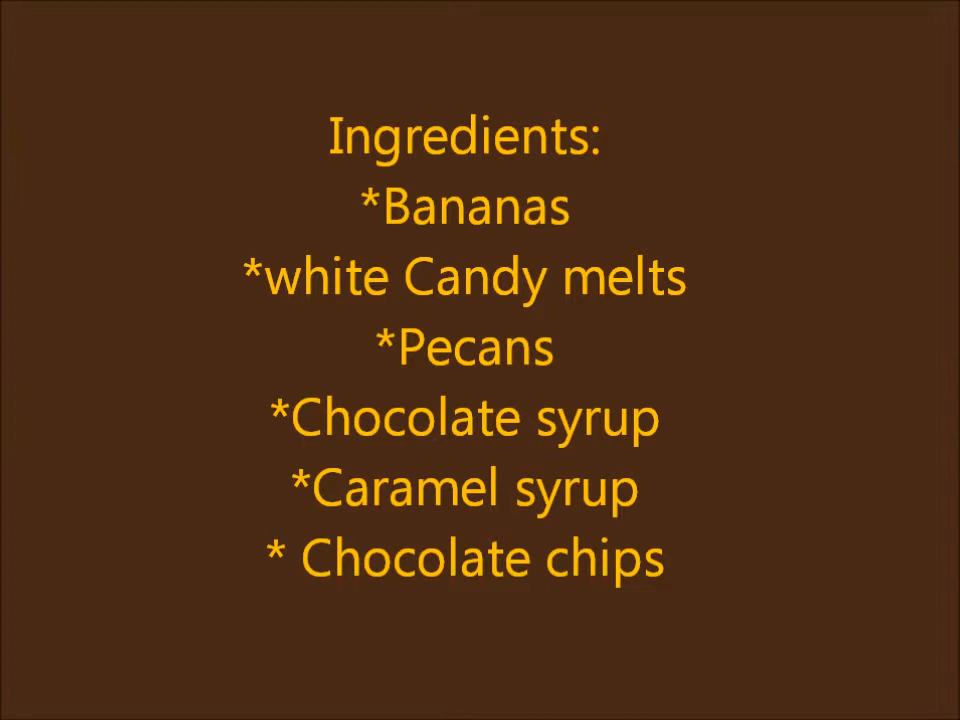 Ingredients:
*Bananas
*white Candy melts
*Pecans
*Chocolate syrup
*Caramel syrup
* Chocolate chips